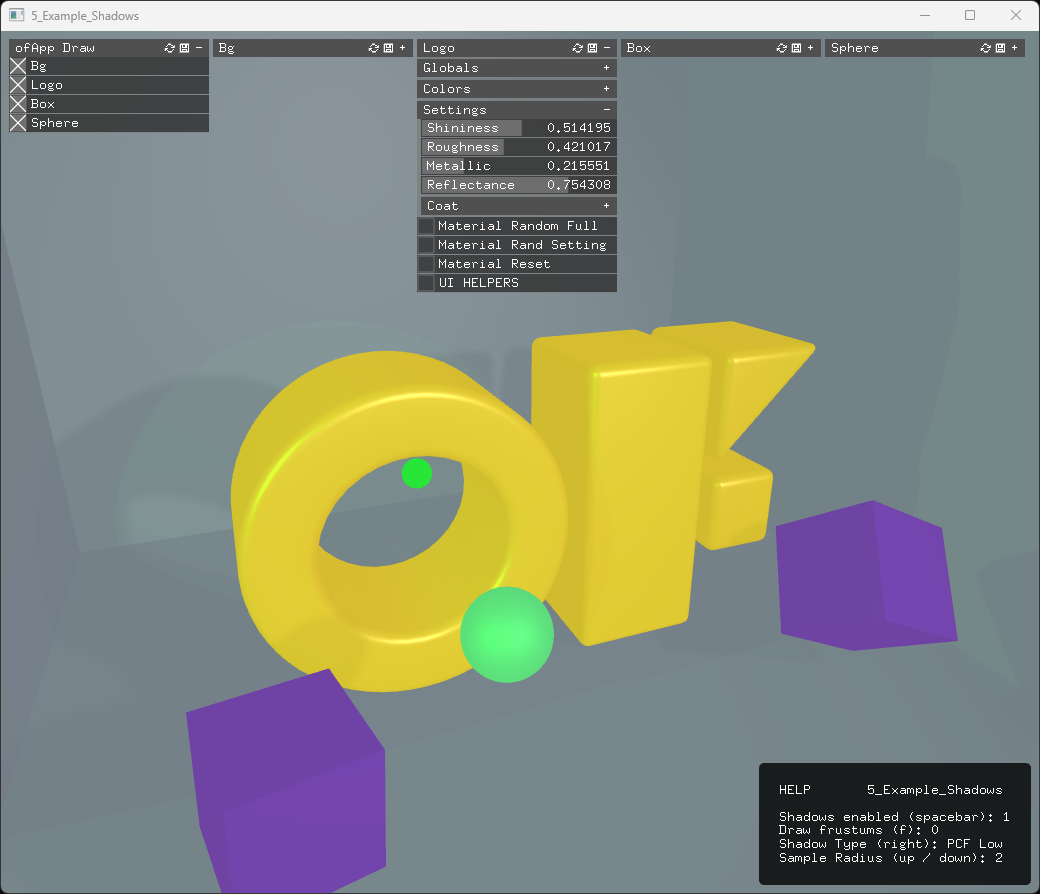 5_Example_Shadows
ofApp Draw
Bg
Logo
Box
Sphere
Bg
Logo
Globals
Colors
Settings
Shininess 0.514195
Roughness 0.421017
Metallic 0.215551
Reflectance 0.754308
Coat
Material Random Full
Material Rand Setting
Material Reset
UI HELPERS
Box
Sphere
OK
HELP 5_Example_Shadows
Shadows enabled (spacebar): 1
Draw frustums (f): 0
Shadow Type (right): PCF Low
Sample Radius (up / down): 2